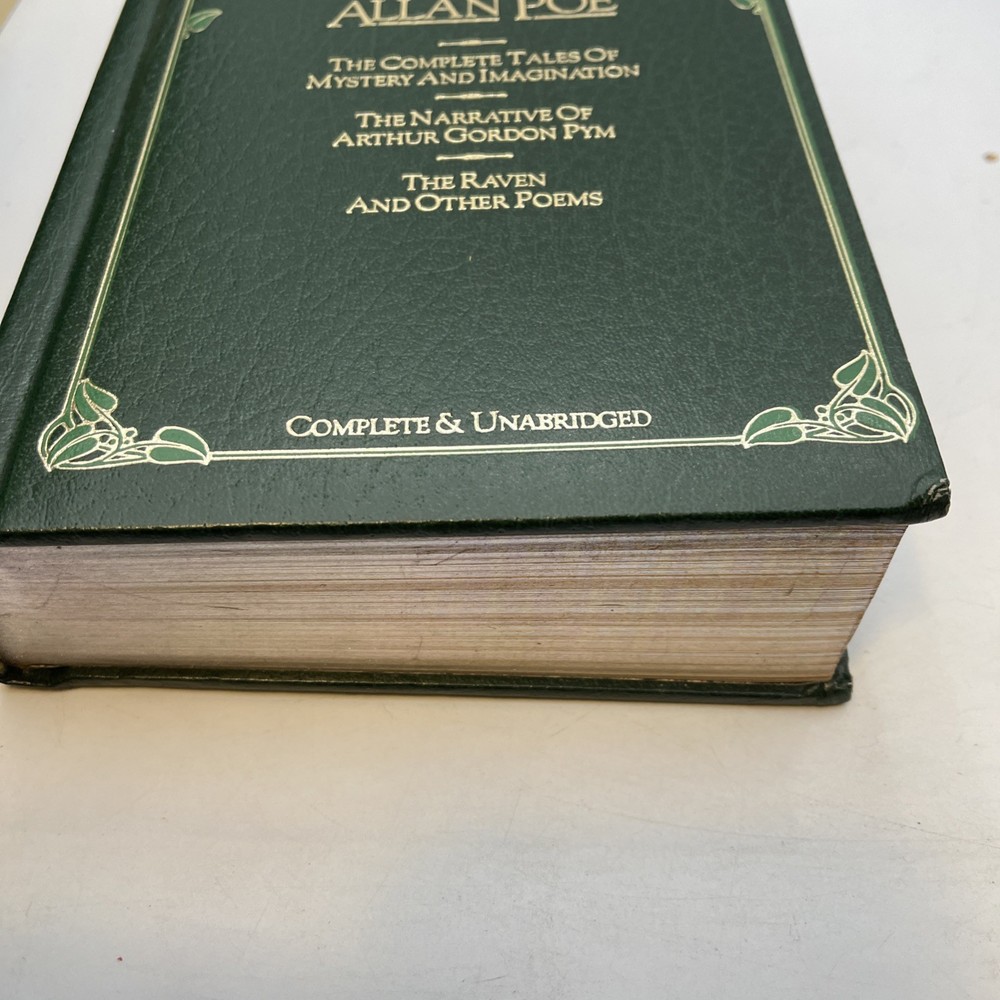 ALLAN POE
THE COMPLETE TALES OF
MYSTERY AND IMAGINATION
THE NARRATIVE OF
ARTHUR GORDON PYM
THE RAVEN
AND OTHER POEMS
COMPLETE & UNABRIDGED